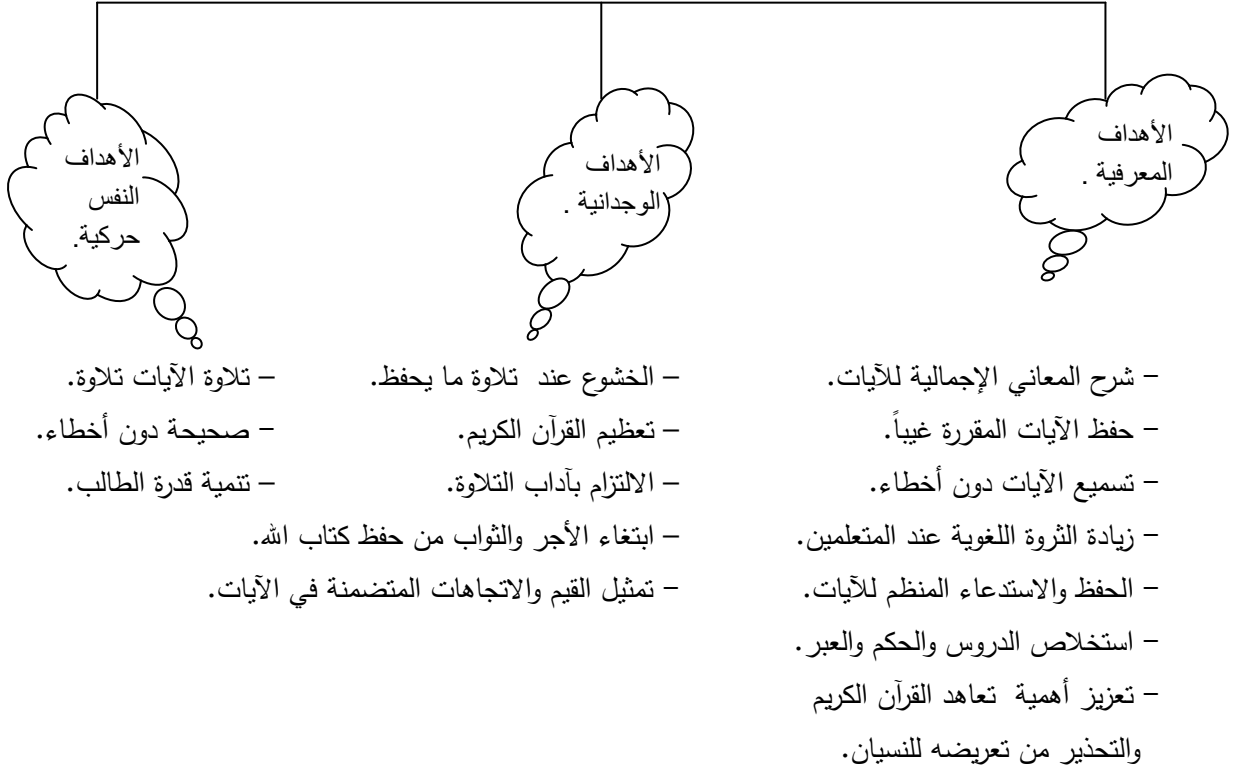 الأهداف
المعرفية .
الأهداف
الوجدانية .
الأهداف
النفس
حركية.
– شرح المعاني الإجمالية للآيات.
– حفظ الآيات المقررة غيباً.
– تسميع الآيات دون أخطاء.
– زيادة الثروة اللغوية عند المتعلمين.
– الحفظ والاستدعاء المنظم للآيات.
– استخلاص الدروس والحكم والعبر.
– تعزيز أهمية تعاهد القرآن الكريم
والتحذير من تعريضه للنسيان.
– الخشوع عند تلاوة ما يحفظ.
– تعظيم القرآن الكريم.
– الالتزام بآداب التلاوة.
– ابتغاء الأجر والثواب من حفظ كتاب الله.
– تمثيل القيم والاتجاهات المتضمنة في الآيات.
– تلاوة الآيات تلاوة.
– صحيحة دون أخطاء.
– تنمية قدرة الطالب.